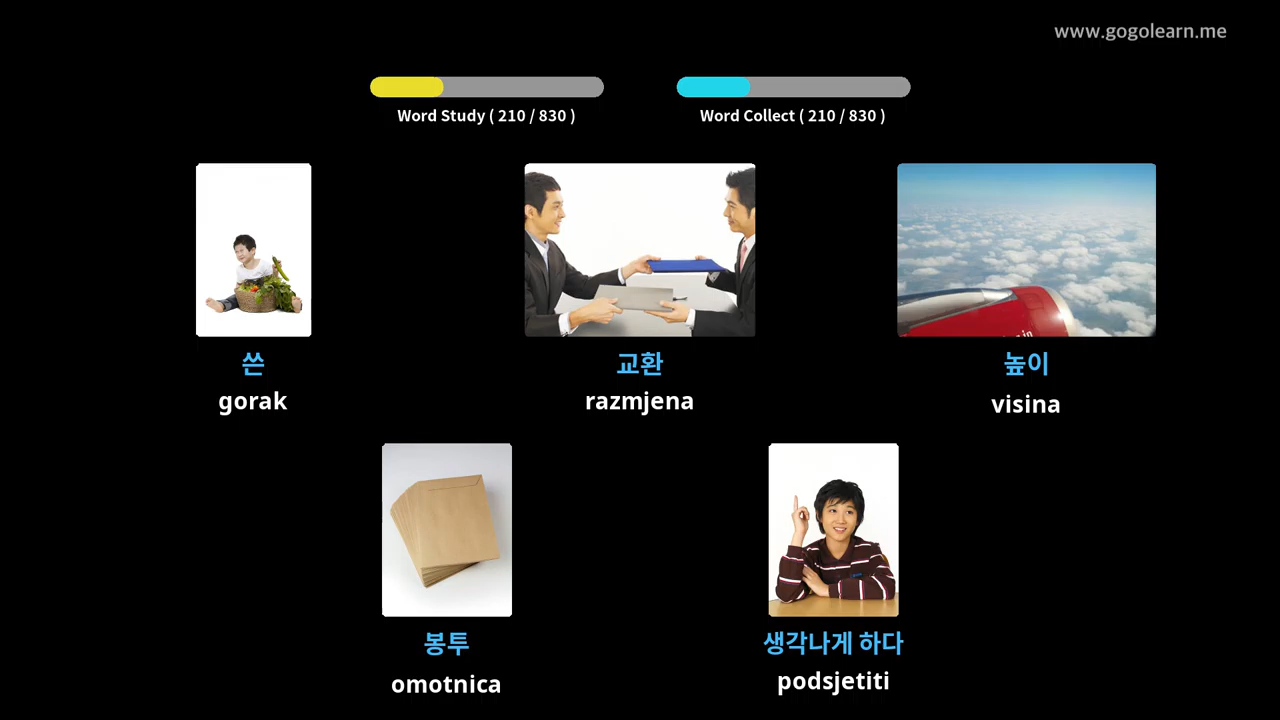 www.gogolearn.me
Word Study ( 210 / 830 )
Word Collect ( 210 / 830 )
쓴
gorak
교환
razmjena
높이
visina
봉투
omotnica
생각나게 하다
podsjetiti